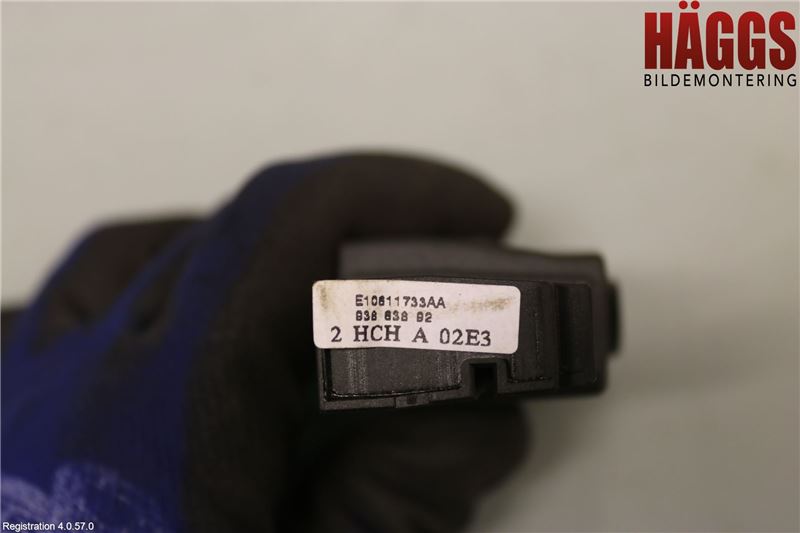 HÄGGS
BILDEMONTERING
E10611733AA
938 638 92
2 HCH A 02E3
Registration 4.0.57.0